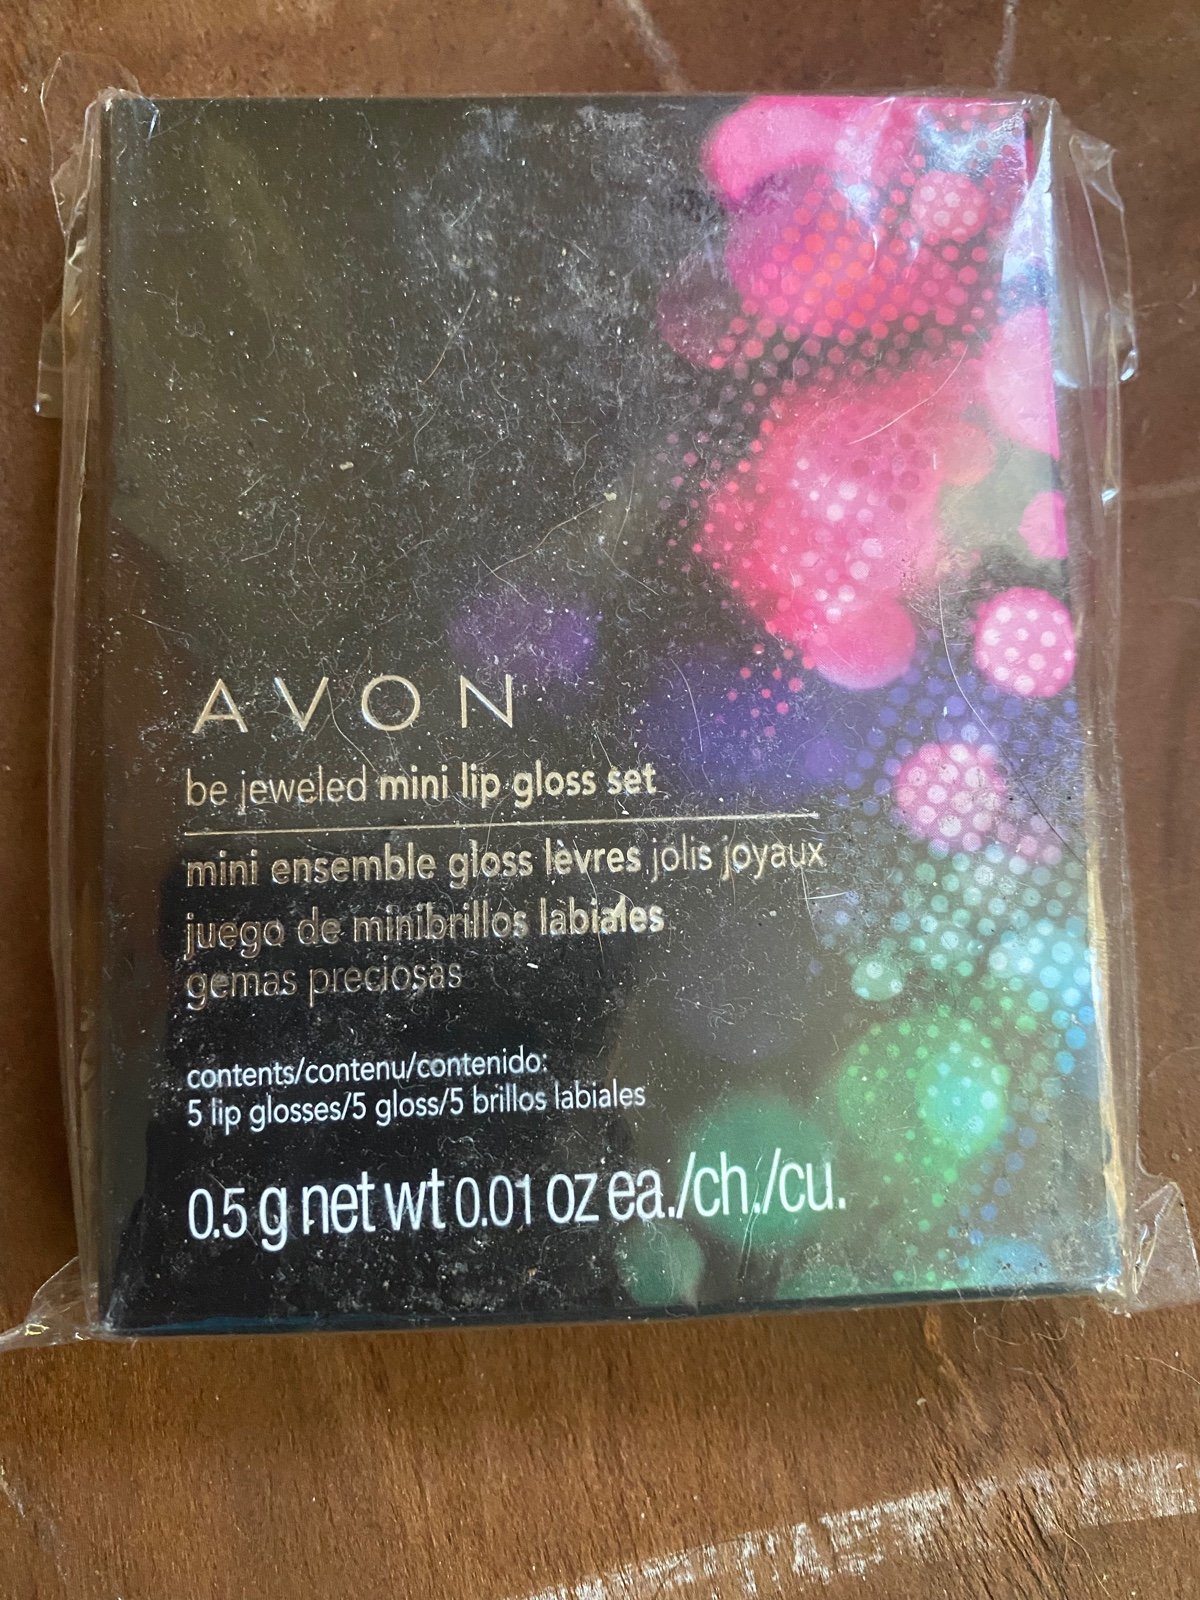 AVON
be jeweled mini lip gloss set
mini ensemble gloss lèvres jolis joyaux
juego de minibrillos labiales
gemas preciosas
contents/contenu/contenido:
5 lip glosses/5 gloss/5 brillos labiales
0.5 g net wt 0.01 oz ea./ch./cu.